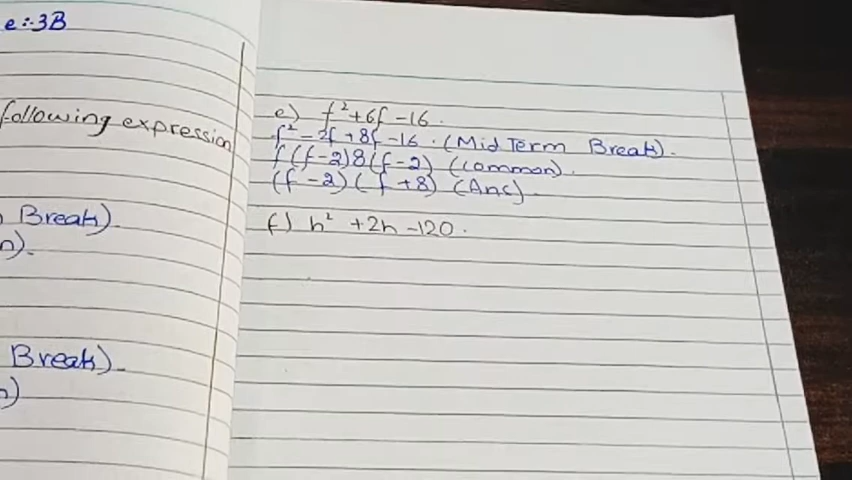 e:-3B
following expression
Break).
n).
Break).
n)
e) f² +6f -16.
f² -2f +8f -16. (Mid Term Break).
f(f-2)8(f-2) (common).
(f-2)(f+8) (Ans).
f) h² +2h -120.